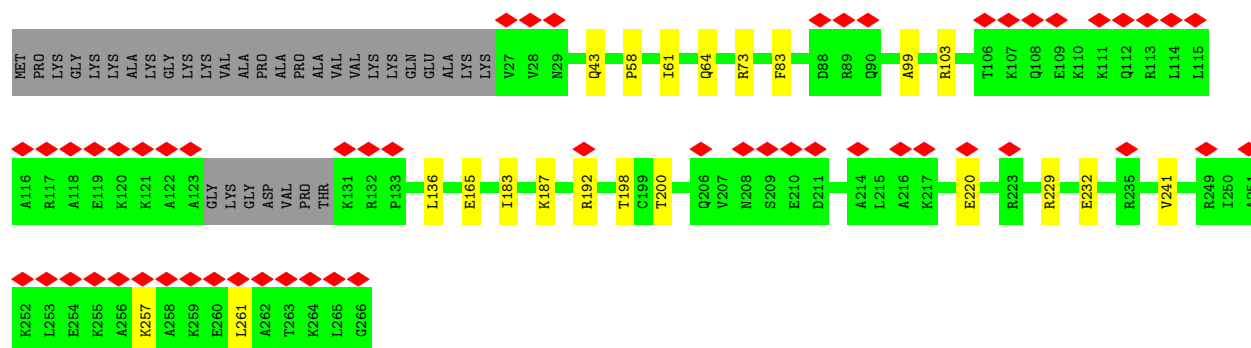 MET PRO LYS GLY LYS LYS ALA LYS GLY LYS LYS VAL ALA PRO ALA PRO ALA VAL VAL LYS LYS GLN GLU ALA LYS LYS V27 V28 N29 Q43 P58 I61 Q64 R73 F83 D88 R89 Q90 A99 R103 T106 K107 Q108 E109 K110 K111 Q112 R113 L114 L115
A116 R117 A118 E119 K120 K121 A122 A123 GLY LYS GLY ASP VAL PRO THR K131 R132 P133 L136 E165 I183 K187 R192 T198 C199 T200 Q206 V207 N208 S209 E210 D211 A214 L215 A216 K217 E220 R223 R229 E232 R235 V241 R249 I250
K252 L253 E254 K255 A256 K257 A258 K259 E260 L261 A262 T263 K264 L265 G266